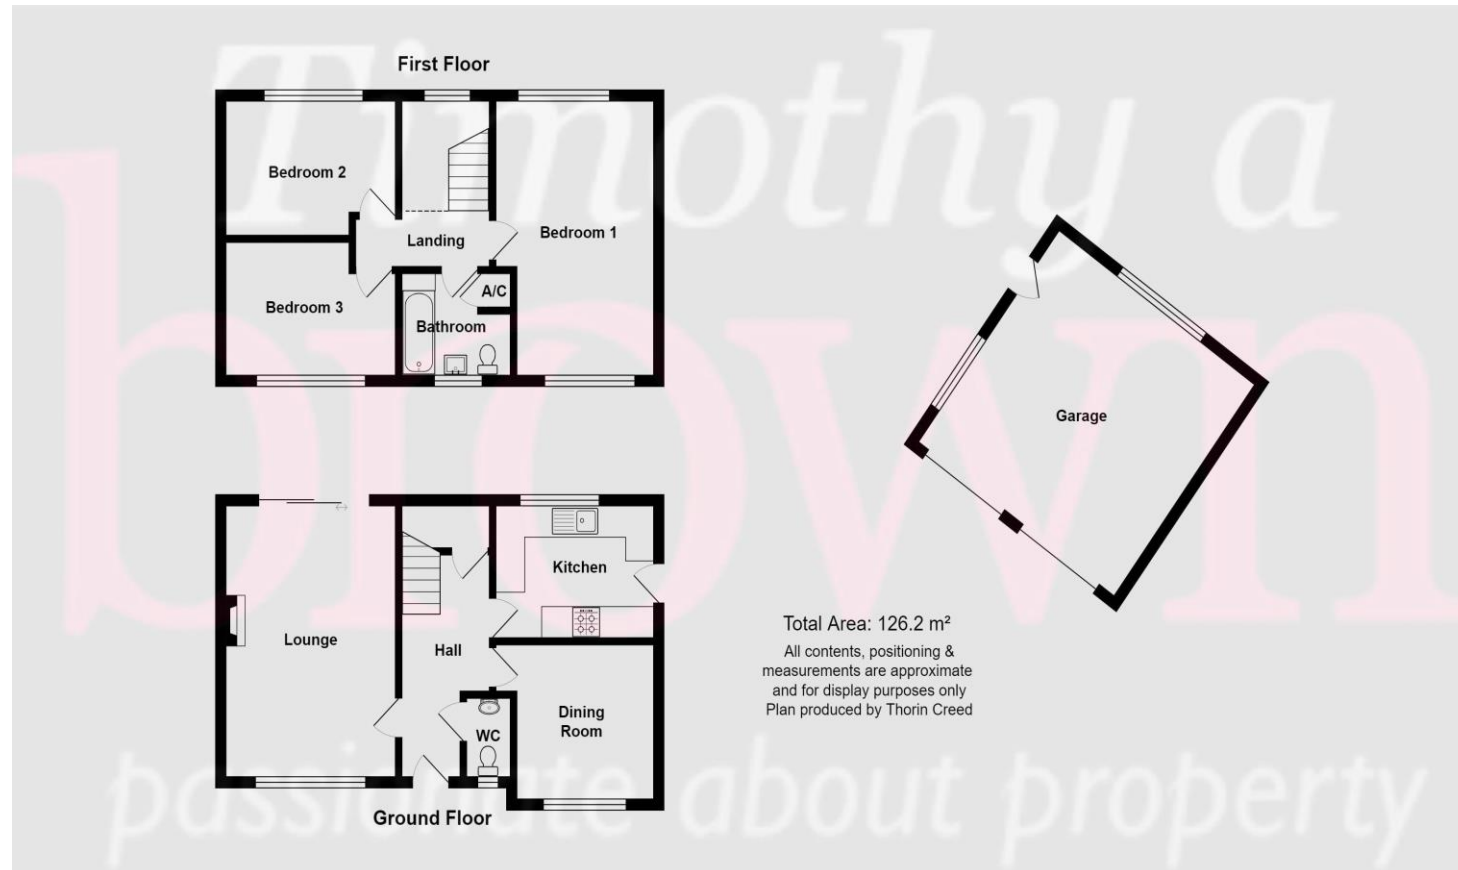 Timothy a
brown
passionate about property
First Floor
Bedroom 2
Landing
Bedroom 1
Bedroom 3
A/C
Bathroom
Garage
Kitchen
Lounge
Hall
Dining
Room
WC
Ground Floor
Total Area: 126.2 m²
All contents, positioning &
measurements are approximate
and for display purposes only
Plan produced by Thorin Creed